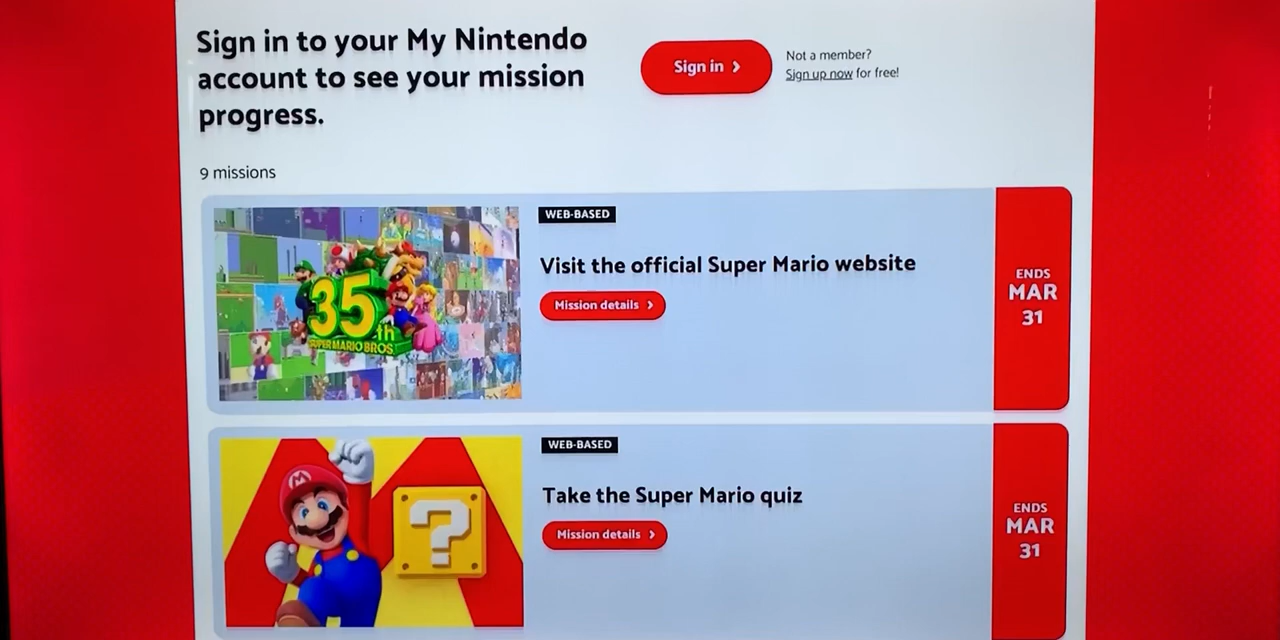 Sign in to your My Nintendo
account to see your mission
progress.
Sign in
Not a member?
Sign up now for free!
9 missions
35th
SUPER MARIO BROS.
WEB-BASED
Visit the official Super Mario website
Mission details
ENDS
MAR
31
M
?
WEB-BASED
Take the Super Mario quiz
Mission details
ENDS
MAR
31